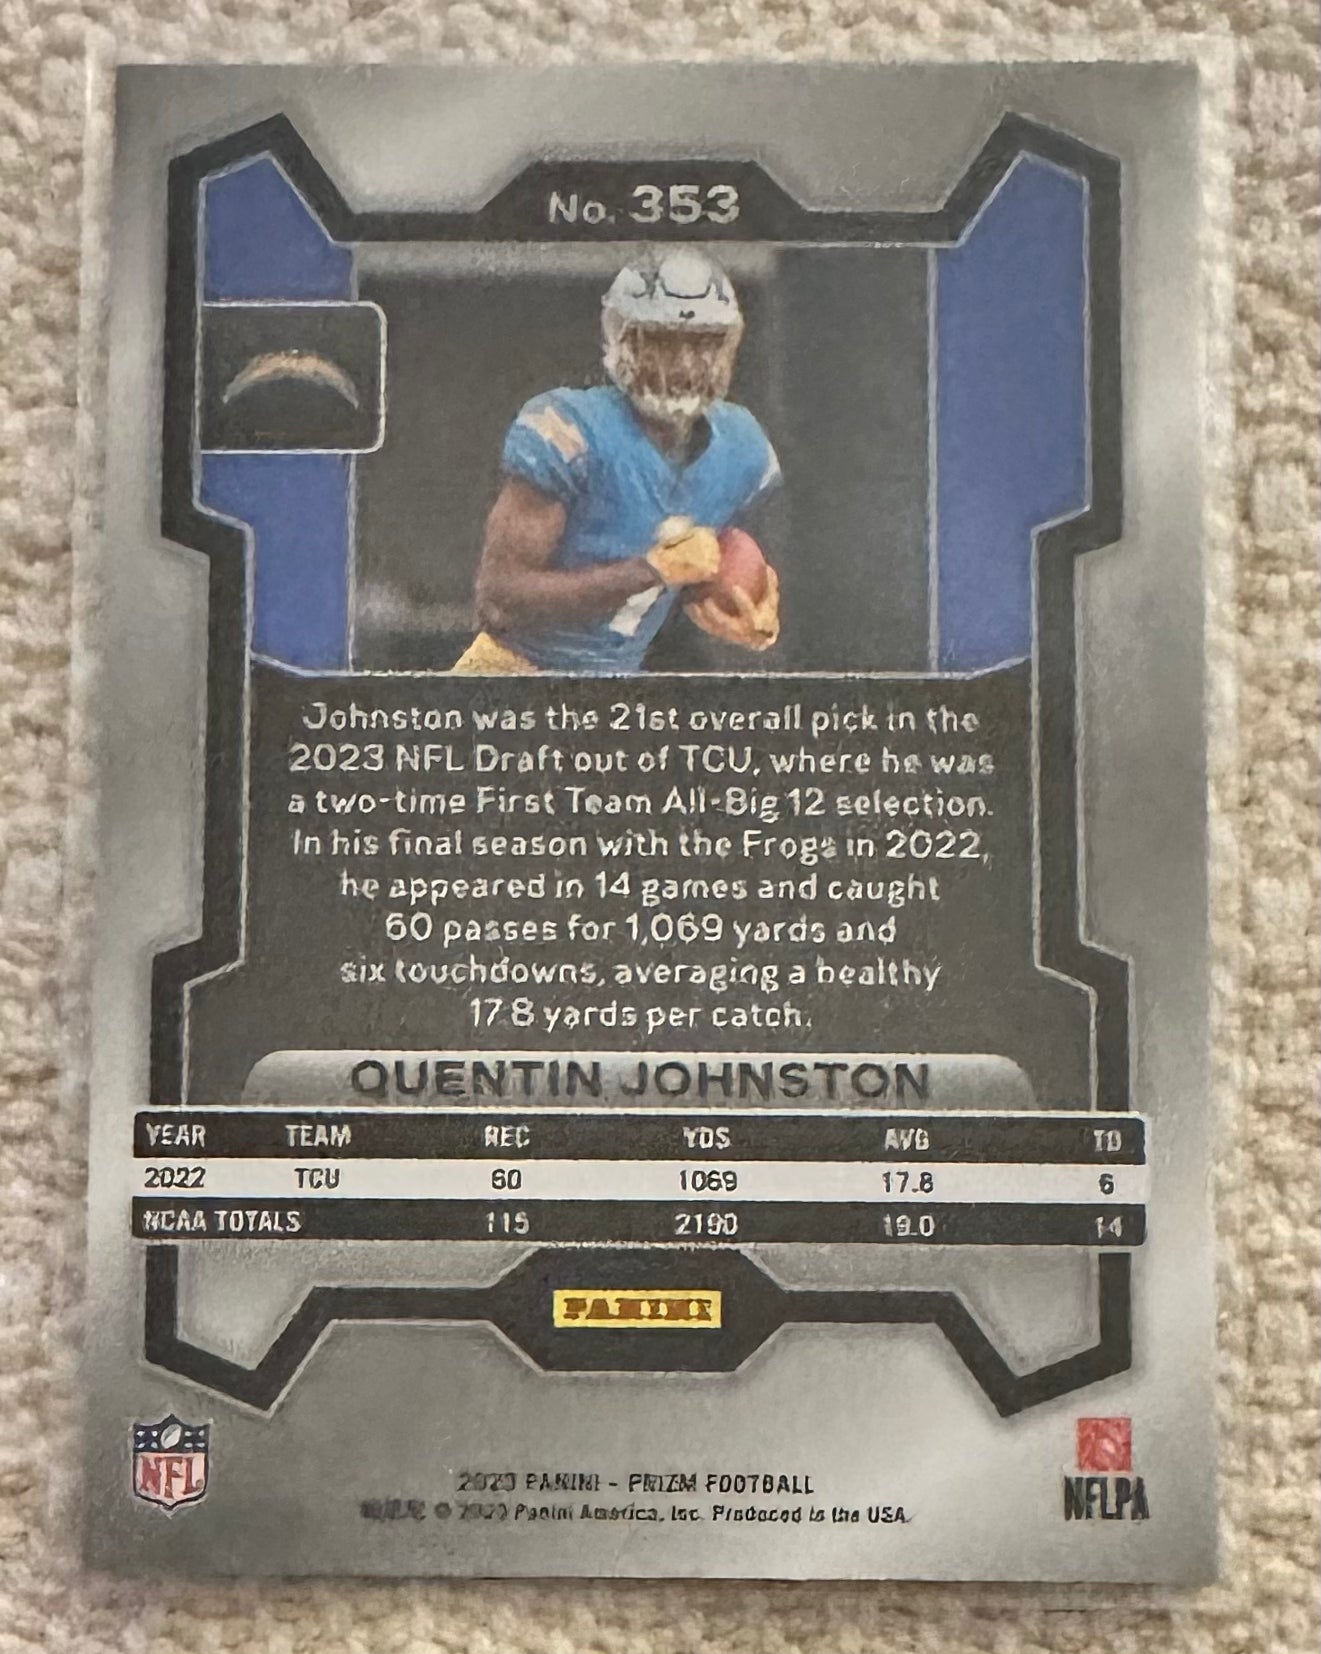 No. 353
Johnston was the 21st overall pick in the
2023 NFL Draft out of TCU, where he was
a two-time First Team All-Big 12 selection.
In his final season with the Frogs in 2022,
he appeared in 14 games and caught
60 passes for 1,069 yards and
six touchdowns, averaging a healthy
17.8 yards per catch.
QUENTIN JOHNSTON
YEAR TEAM REC YDS AVG TD
2022 TCU 60 1069 17.8 6
NCAA TOTALS 115 2190 19.0 14
PANINI
NFL
NFLPA
2023 PANINI - PRIZM FOOTBALL
© 2023 Panini America, Inc. Produced in the USA.